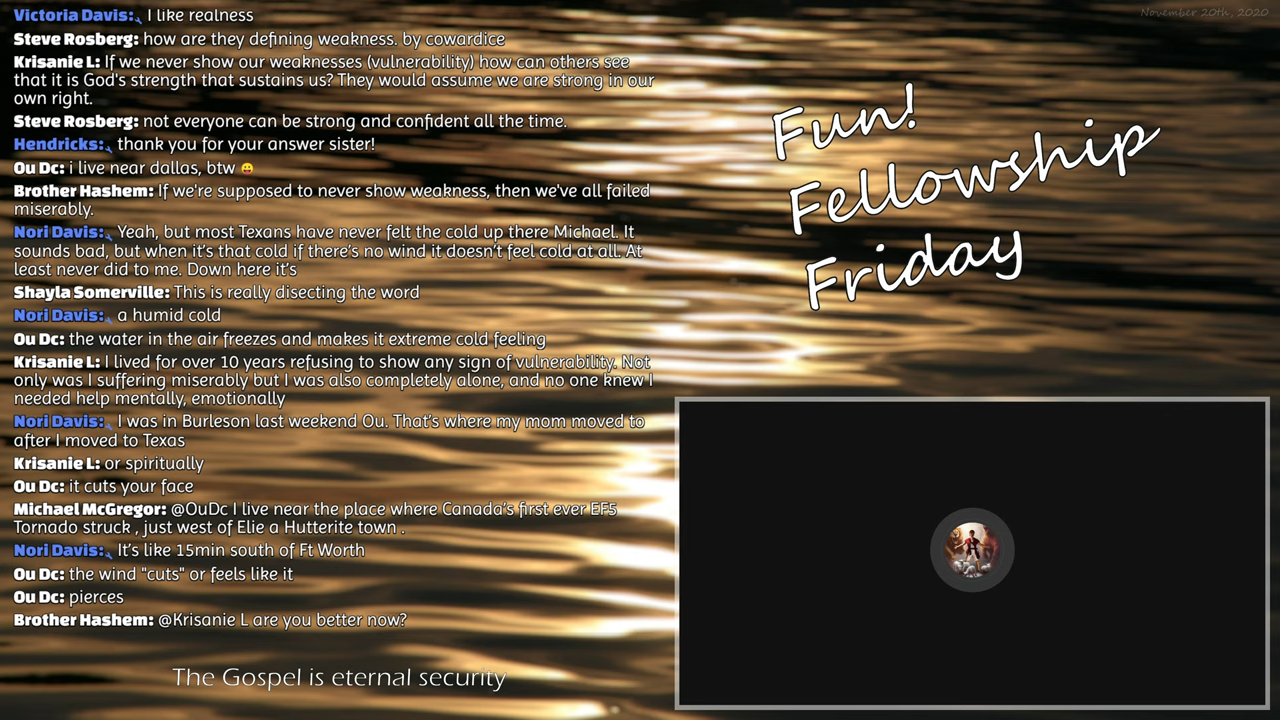 Victoria Davis: I like realness
Steve Rosberg: how are they defining weakness. by cowardice
Krisanie L: If we never show our weaknesses (vulnerability) how can others see
that it is God's strength that sustains us? They would assume we are strong in our
own right.
Steve Rosberg: not everyone can be strong and confident all the time.
Hendricks: thank you for your answer sister!
Ou Dc: i live near dallas, btw 😛
Brother Hashem: If we're supposed to never show weakness, then we've all failed
miserably.
Nori Davis: Yeah, but most Texans have never felt the cold up there Michael. It
sounds bad, but when it's that cold if there's no wind it doesn't feel cold at all. At
least never did to me. Down here it's
Shayla Somerville: This is really disecting the word
Nori Davis: a humid cold
Ou Dc: the water in the air freezes and makes it extreme cold feeling
Krisanie L: I lived for over 10 years refusing to show any sign of vulnerability. Not
only was I suffering miserably but I was also completely alone, and no one knew I
needed help mentally, emotionally
Nori Davis: I was in Burleson last weekend Ou. That's where my mom moved to
after I moved to Texas
Krisanie L: or spiritually
Ou Dc: it cuts your face
Michael McGregor: @OuDc I live near the place where Canada's first ever EF5
Tornado struck , just west of Elie a Hutterite town .
Nori Davis: It's like 15min south of Ft Worth
Ou Dc: the wind "cuts" or feels like it
Ou Dc: pierces
Brother Hashem: @Krisanie L are you better now?
The Gospel is eternal security
November 20th, 2020
Fun!
Fellowship
Friday